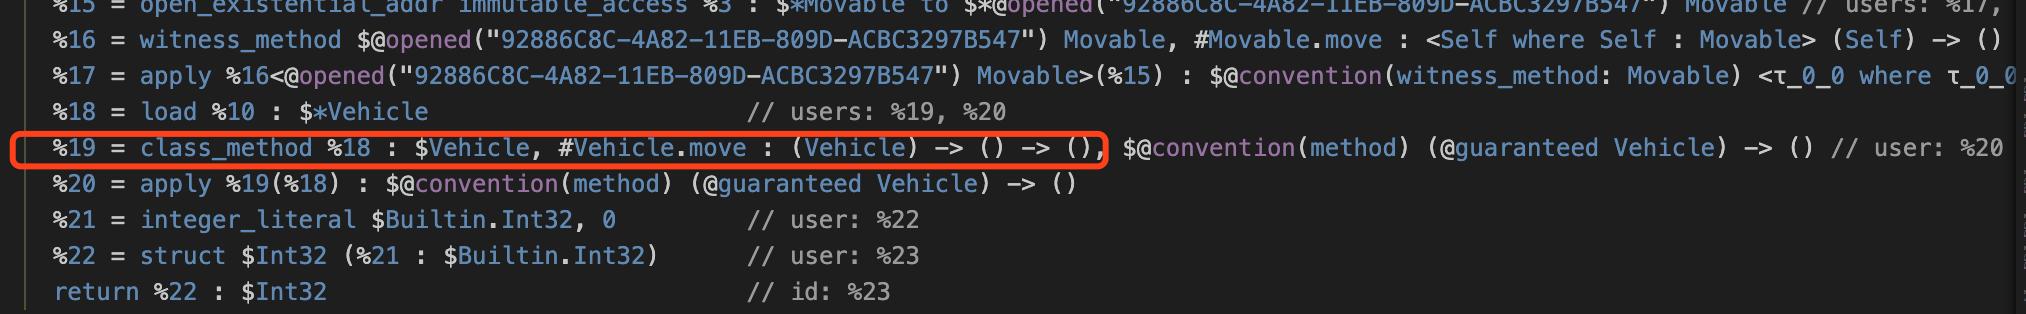 %15 = open_existential_addr immutable_access %3 : $*Movable to $*@opened("92886C8C-4A82-11EB-809D-ACBC3297B547") Movable // users: %17,
%16 = witness_method $@opened("92886C8C-4A82-11EB-809D-ACBC3297B547") Movable, #Movable.move : <Self where Self : Movable> (Self) -> ()
%17 = apply %16<@opened("92886C8C-4A82-11EB-809D-ACBC3297B547") Movable>(%15) : $@convention(witness_method: Movable) <τ_0_0 where τ_0_0
%18 = load %10 : $*Vehicle // users: %19, %20
%19 = class_method %18 : $Vehicle, #Vehicle.move : (Vehicle) -> () -> (), $@convention(method) (@guaranteed Vehicle) -> () // user: %20
%20 = apply %19(%18) : $@convention(method) (@guaranteed Vehicle) -> ()
%21 = integer_literal $Builtin.Int32, 0 // user: %22
%22 = struct $Int32 (%21 : $Builtin.Int32) // user: %23
return %22 : $Int32 // id: %23